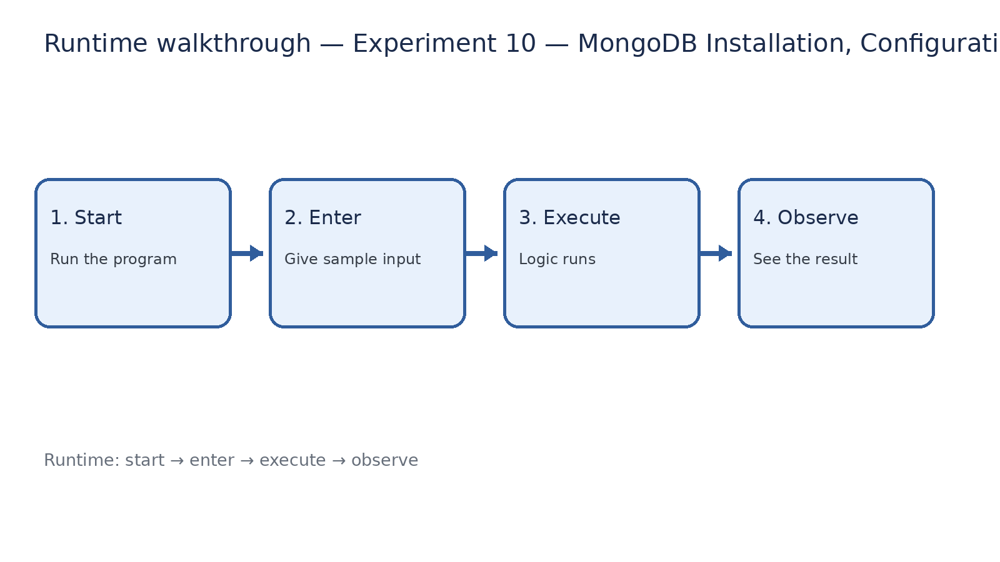 Runtime walkthrough — Experiment 10 — MongoDB Installation, Configurati
1. Start
Run the program
2. Enter
Give sample input
3. Execute
Logic runs
4. Observe
See the result
Runtime: start → enter → execute → observe